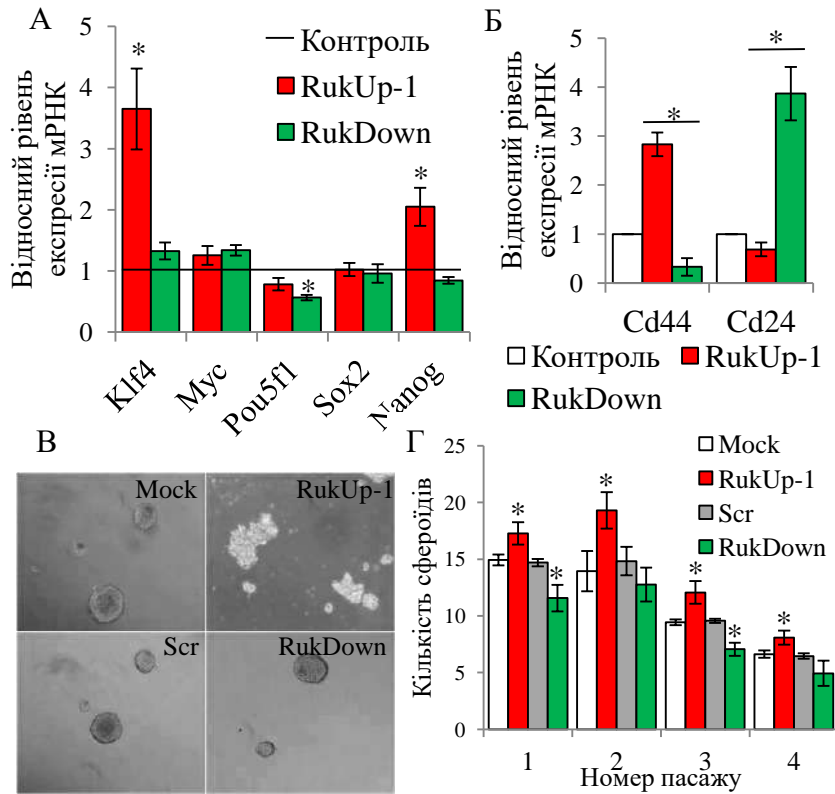 А
Відносний рівень
експресії мРНК
5
4
3
2
1
0
*
*
*
Контроль
RukUp-1
RukDown
Klf4
Myc
Pou5f1
Sox2
Nanog
Б
Відносний рівень
експресії мРНК
5
4
3
2
1
0
*
*
Cd44 Cd24
Контроль RukUp-1
RukDown
В
Mock RukUp-1
Scr RukDown
Г
Кількість сфероїдів
25
20
15
10
5
0
Mock
RukUp-1
Scr
RukDown
*
*
*
*
*
*
1 2 3 4
Номер пасажу